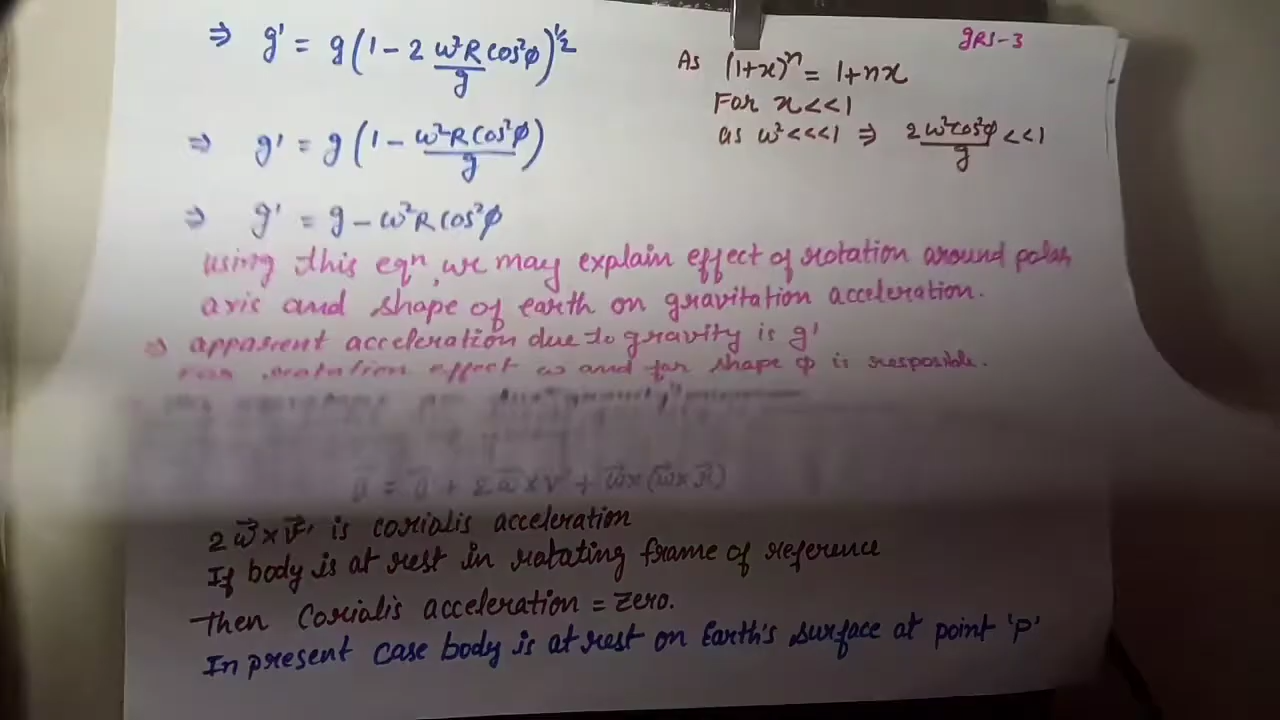 gRS-3
⇒ g' = g(1 - 2 ω²R cos²φ/g)^1/2
As (1+x)^n = 1+nx
For x<<1
as ω²<<<1 ⇒ 2ω²cos²φ/g <<1
⇒ g' = g(1 - ω²R Cos²φ/g)
⇒ g' = g - ω²R Cos²φ
using this eqn, we may explain effect of rotation around polar
axis and shape of earth on gravitation acceleration.
⇒ apparent acceleration due to gravity is g'
For rotation effect ω and for shape φ is resposible.
2 ω⃗ × v⃗' is corialis acceleration
If body is at rest in rotating frame of reference
then Corialis acceleration = zero.
In present case body is at rest on Earth's surface at point 'P'